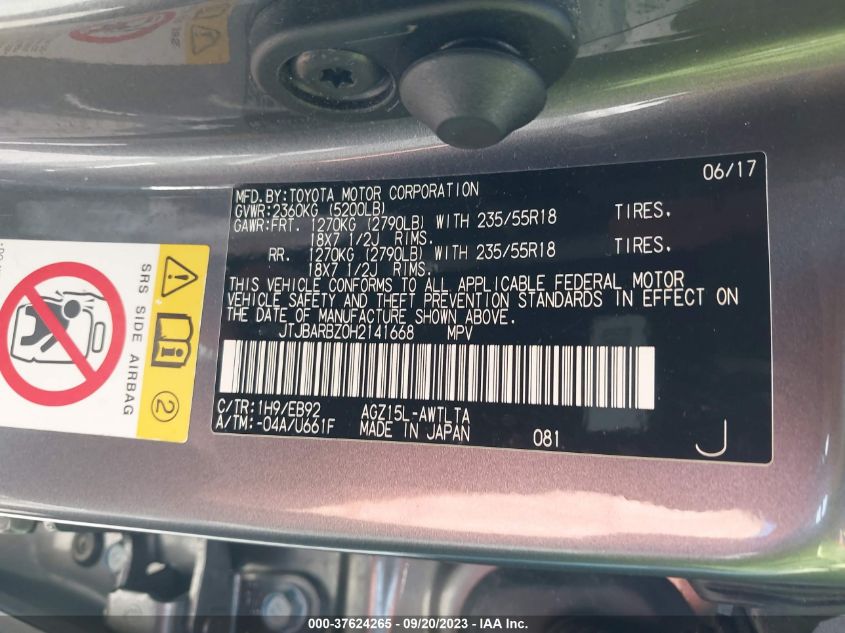 06/17
MFD.BY:TOYOTA MOTOR CORPORATION
GVWR:2360KG (5200LB)
GAWR:FRT. 1270KG (2790LB) WITH 235/55R18 TIRES.
18X7 1/2J RIMS.
RR. 1270KG (2790LB) WITH 235/55R18 TIRES.
18X7 1/2J RIMS.
THIS VEHICLE CONFORMS TO ALL APPLICABLE FEDERAL MOTOR
VEHICLE SAFETY AND THEFT PREVENTION STANDARDS IN EFFECT ON
THE DATE OF MANUFACTURE SHOWN ABOVE.
JTJBARBZ0H2141668 MPV
C/TR:1H9/EB92 AGZ15L-AWTLTA
A/TM:-04A/U661F MADE IN JAPAN 081 J
SRS SIDE AIRBAG
2
000-37624265 - 09/20/2023 - IAA Inc.